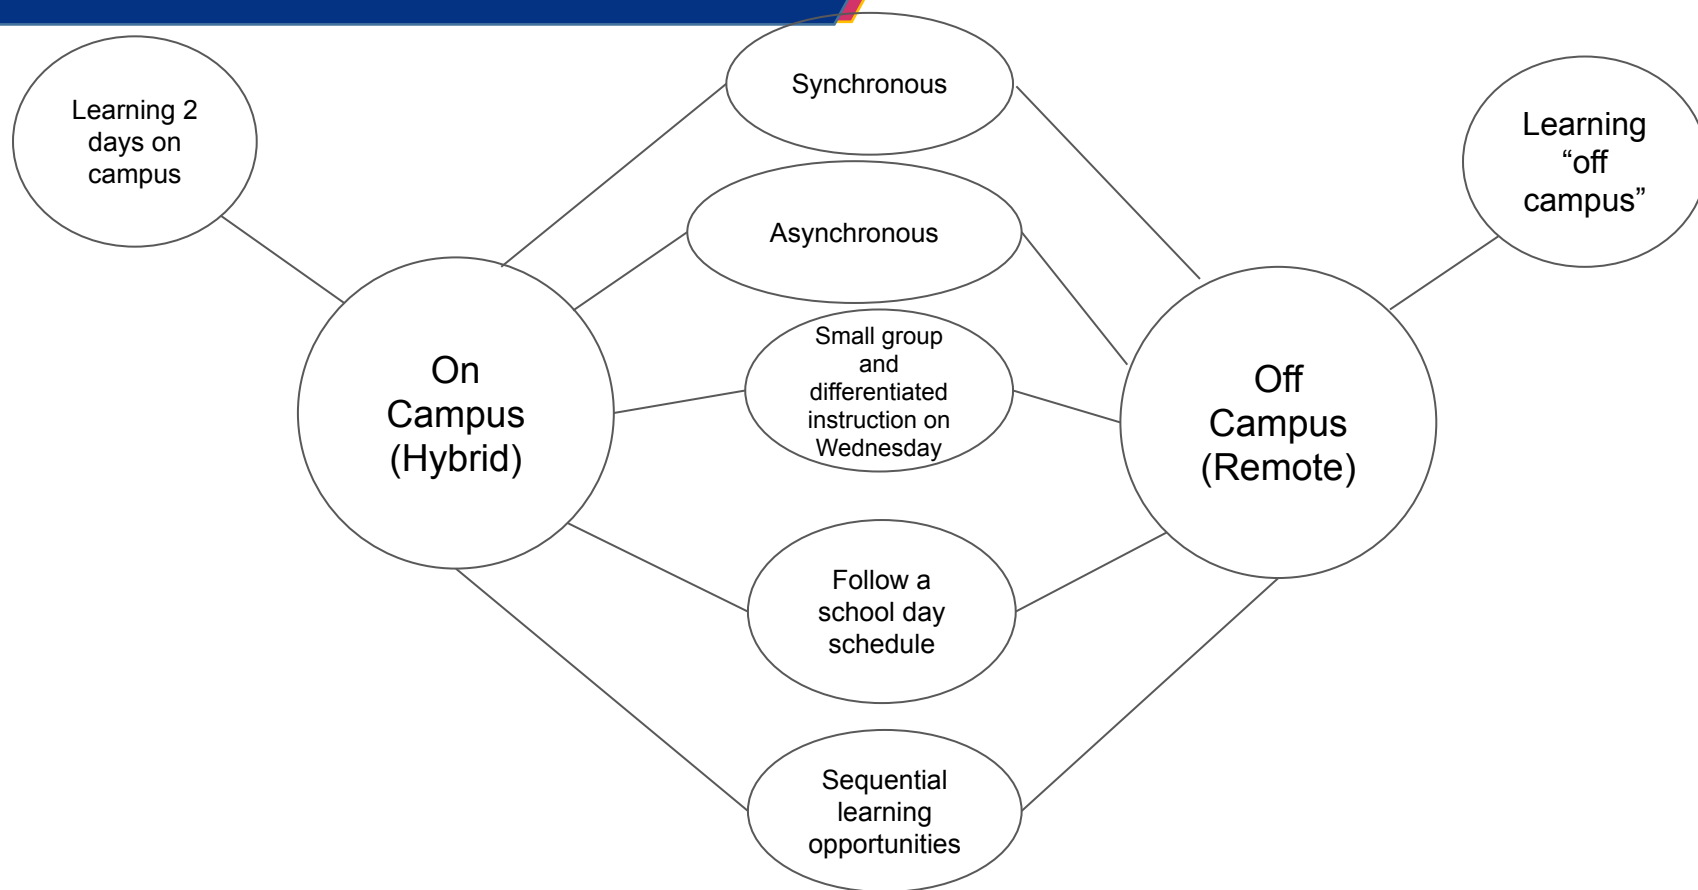 Synchronous
Learning 2
days on
campus
Learning
“off
campus”
Asynchronous
Small group
and
differentiated
instruction on
Wednesday
On
Campus
(Hybrid)
Off
Campus
(Remote)
Follow a
school day
schedule
Sequential
learning
opportunities